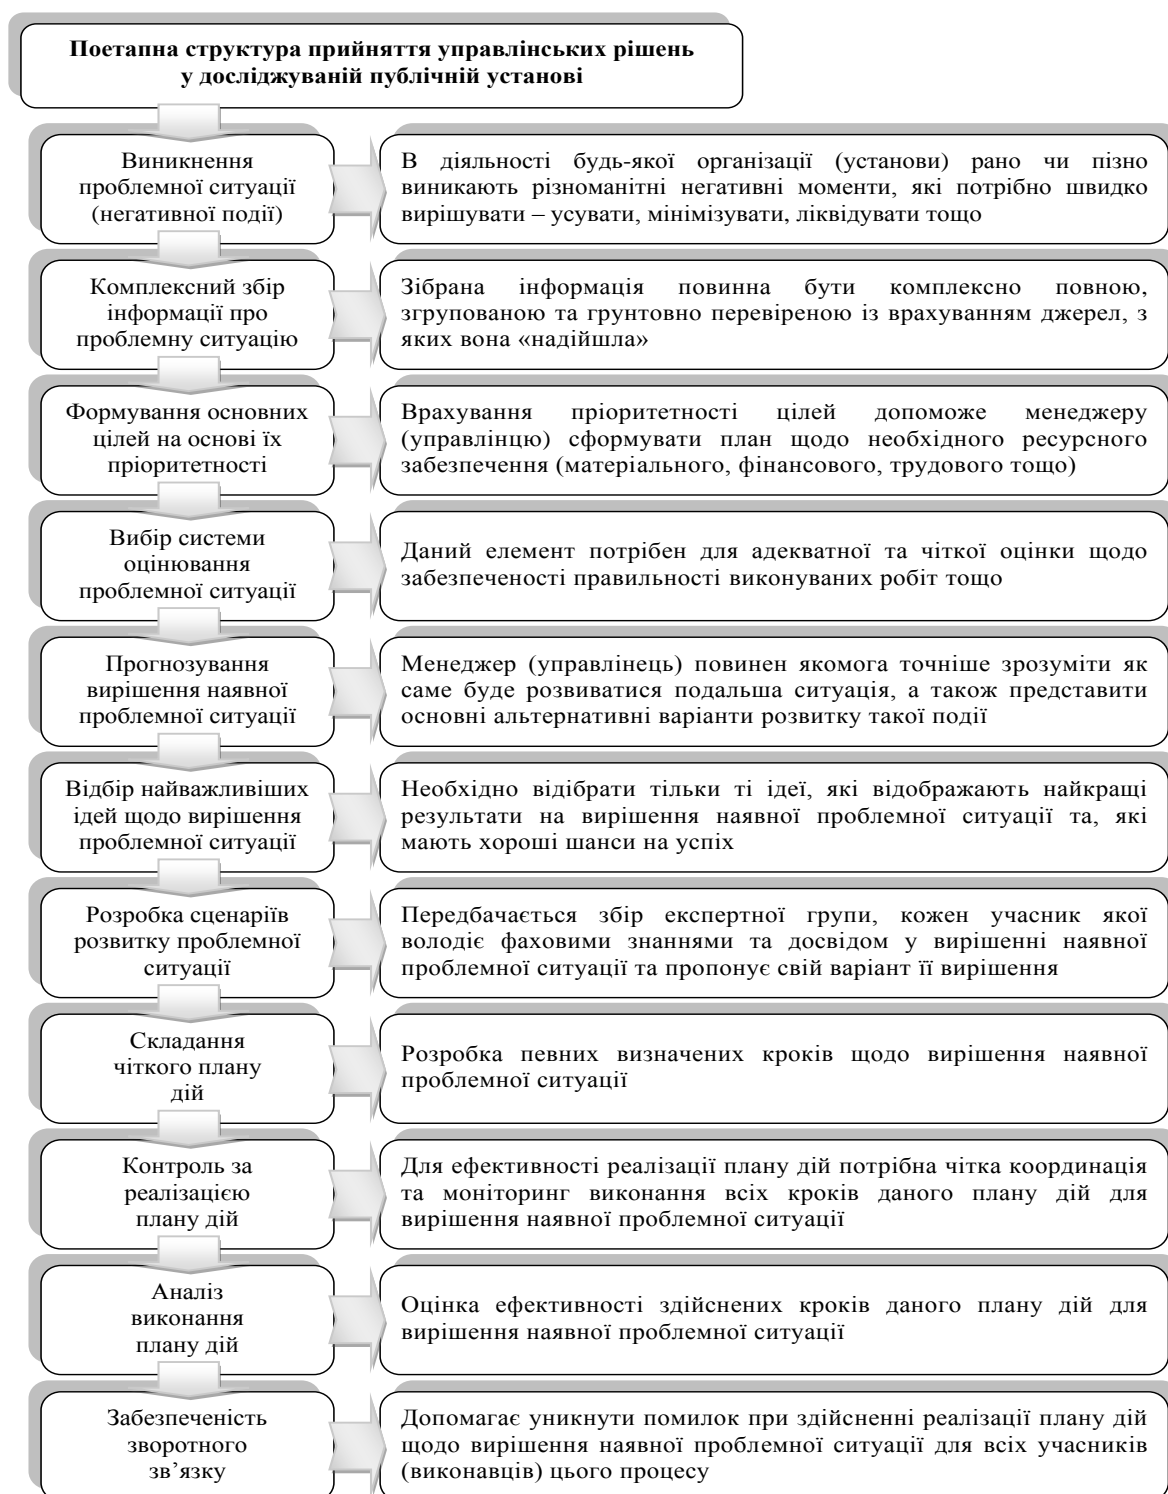 Поетапна структура прийняття управлінських рішень
у досліджуваній публічній установі
Виникнення
проблемної ситуації
(негативної події)
В діяльності будь-якої організації (установи) рано чи пізно
виникають різноманітні негативні моменти, які потрібно швидко
вирішувати – усувати, мінімізувати, ліквідувати тощо
Комплексний збір
інформації про
проблемну ситуацію
Зібрана інформація повинна бути комплексно повною,
згрупованою та грунтовно перевіреною із врахуванням джерел, з
яких вона «надійшла»
Формування основних
цілей на основі їх
пріоритетності
Врахування пріоритетності цілей допоможе менеджеру
(управлінцю) сформувати план щодо необхідного ресурсного
забезпечення (матеріального, фінансового, трудового тощо)
Вибір системи
оцінювання
проблемної ситуації
Даний елемент потрібен для адекватної та чіткої оцінки щодо
забезпеченості правильності виконуваних робіт тощо
Прогнозування
вирішення наявної
проблемної ситуації
Менеджер (управлінець) повинен якомога точніше зрозуміти як
саме буде розвиватися подальша ситуація, а також представити
основні альтернативні варіанти розвитку такої події
Відбір найважливіших
ідей щодо вирішення
проблемної ситуації
Необхідно відібрати тільки ті ідеї, які відображають найкращі
результати на вирішення наявної проблемної ситуації та, які
мають хороші шанси на успіх
Розробка сценаріїв
розвитку проблемної
ситуації
Передбачається збір експертної групи, кожен учасник якої
володіє фаховими знаннями та досвідом у вирішенні наявної
проблемної ситуації та пропонує свій варіант її вирішення
Складання
чіткого плану
дій
Розробка певних визначених кроків щодо вирішення наявної
проблемної ситуації
Контроль за
реалізацією
плану дій
Для ефективності реалізації плану дій потрібна чітка координація
та моніторинг виконання всіх кроків даного плану дій для
вирішення наявної проблемної ситуації
Аналіз
виконання
плану дій
Оцінка ефективності здійснених кроків даного плану дій для
вирішення наявної проблемної ситуації
Забезпеченість
зворотного
зв’язку
Допомагає уникнути помилок при здійсненні реалізації плану дій
щодо вирішення наявної проблемної ситуації для всіх учасників
(виконавців) цього процесу